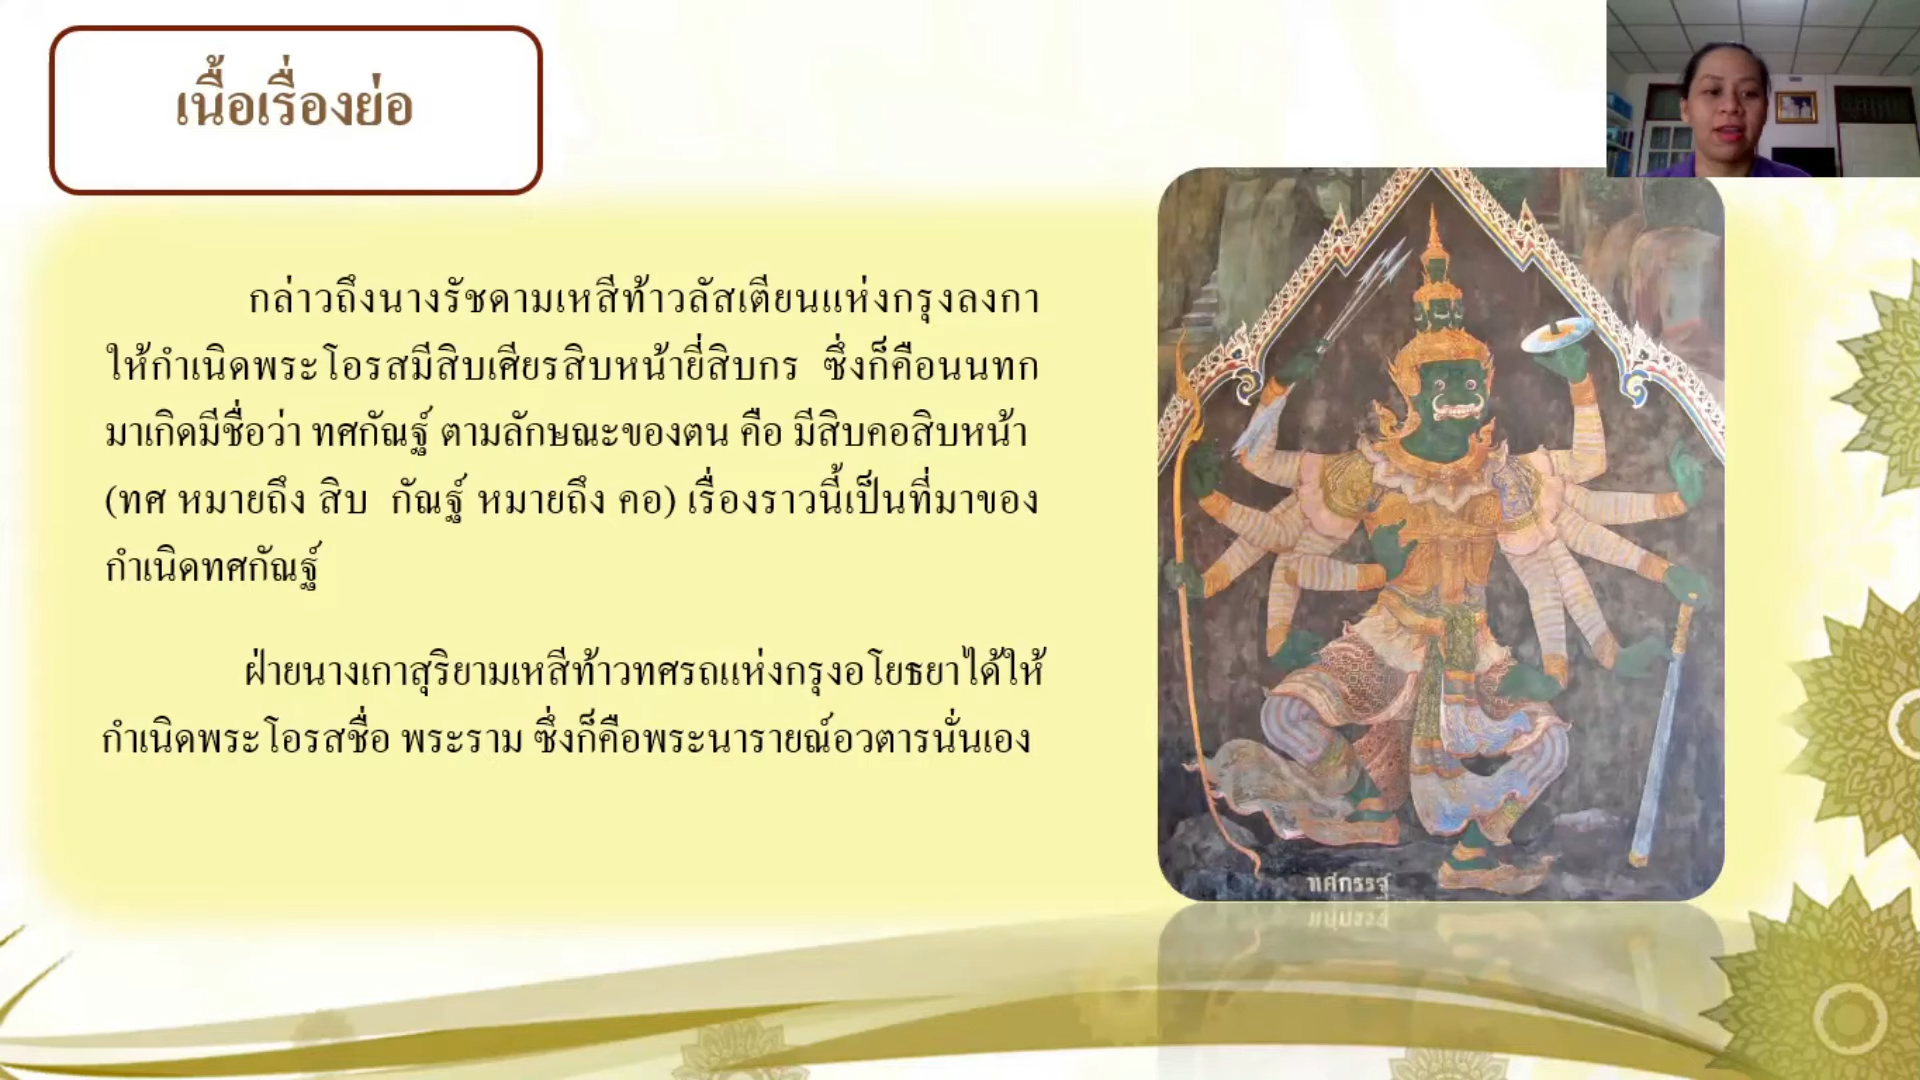 เนื้อเรื่องย่อ
กล่าวถึงนางรัชดามเหสีท้าวลัสเตียนแห่งกรุงลงกา
ให้กำเนิดพระโอรสมีสิบเศียรสิบหน้ายี่สิบกร ซึ่งก็คือนนทก
มาเกิดมีชื่อว่า ทศกัณฐ์ ตามลักษณะของตน คือ มีสิบคอสิบหน้า
(ทศ หมายถึง สิบ กัณฐ์ หมายถึง คอ) เรื่องราวนี้เป็นที่มาของ
กำเนิดทศกัณฐ์
ฝ่ายนางเกาสุริยามเหสีท้าวทศรถแห่งกรุงอโยธยาได้ให้
กำเนิดพระโอรสชื่อ พระราม ซึ่งก็คือพระนารายณ์อวตารนั่นเอง